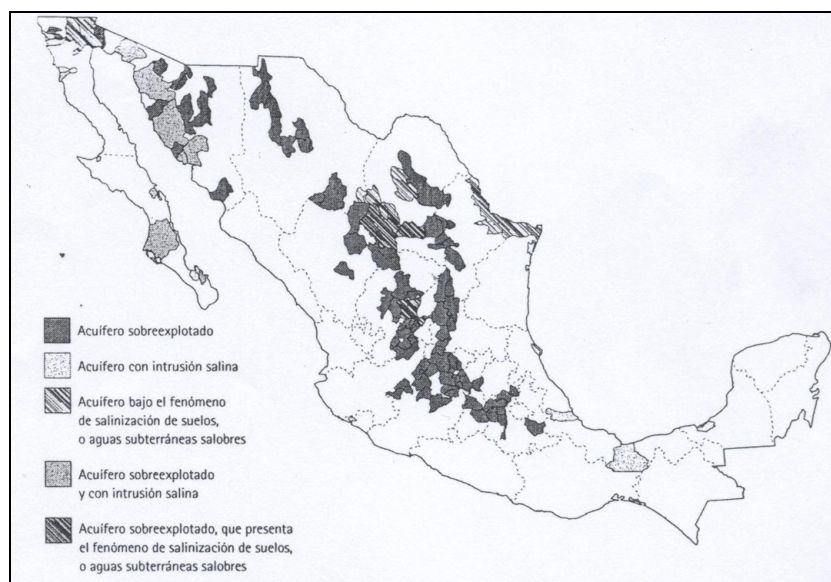 Acuífero sobreexplotado
Acuífero con intrusión salina
Acuífero bajo el fenómeno
de salinización de suelos,
o aguas subterráneas salobres
Acuífero sobreexplotado
y con intrusión salina
Acuífero sobreexplotado, que presenta
el fenómeno de salinización de suelos,
o aguas subterráneas salobres